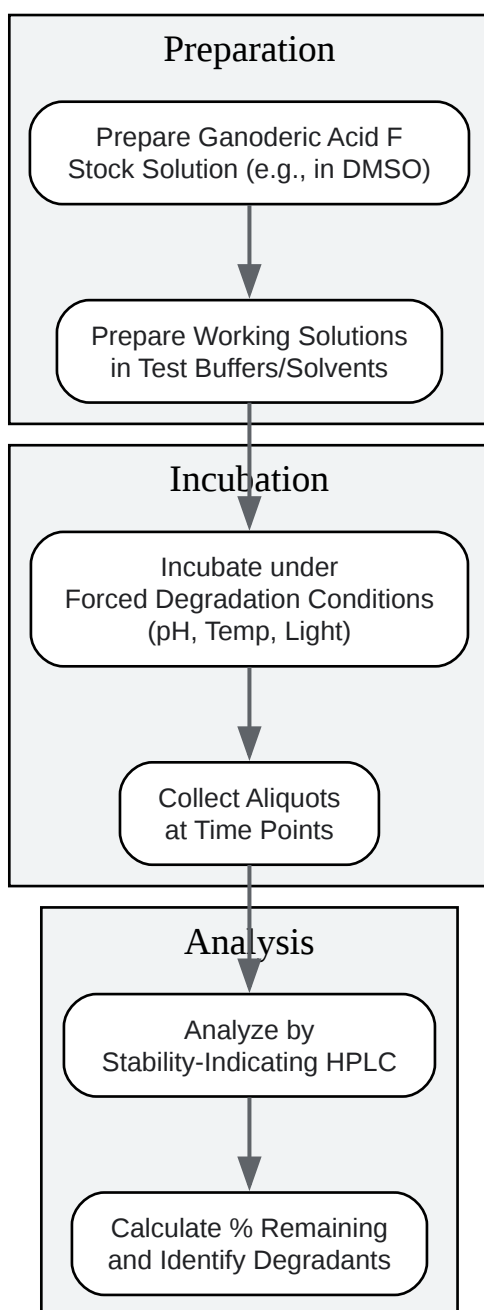 Preparation
Prepare Ganoderic Acid F
Stock Solution (e.g., in DMSO)
Prepare Working Solutions
in Test Buffers/Solvents
Incubation
Incubate under
Forced Degradation Conditions
(pH, Temp, Light)
Collect Aliquots
at Time Points
Analysis
Analyze by
Stability-Indicating HPLC
Calculate % Remaining
and Identify Degradants